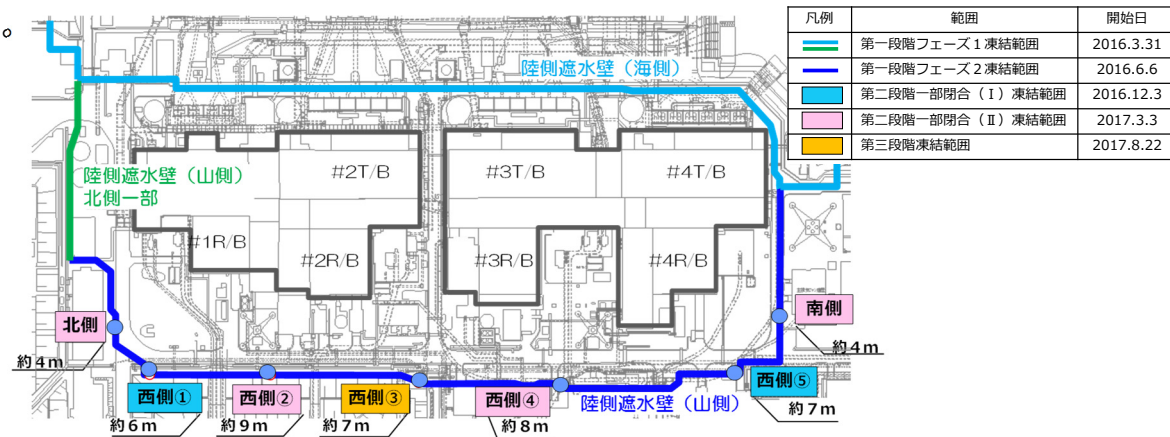 。
凡例 範囲 開始日
第一段階フェーズ1凍結範囲 2016.3.31
第一段階フェーズ2凍結範囲 2016.6.6
第二段階一部閉合（Ⅰ）凍結範囲 2016.12.3
第二段階一部閉合（Ⅱ）凍結範囲 2017.3.3
第三段階凍結範囲 2017.8.22
陸側遮水壁（海側）
陸側遮水壁（山側）
北側一部
#2T/B
#3T/B
#4T/B
#1R/B
#2R/B
#3R/B
#4R/B
北側
約4m
南側
約4m
西側①
約6m
西側②
約9m
西側③
約7m
西側④
約8m
西側⑤
約7m
陸側遮水壁（山側）